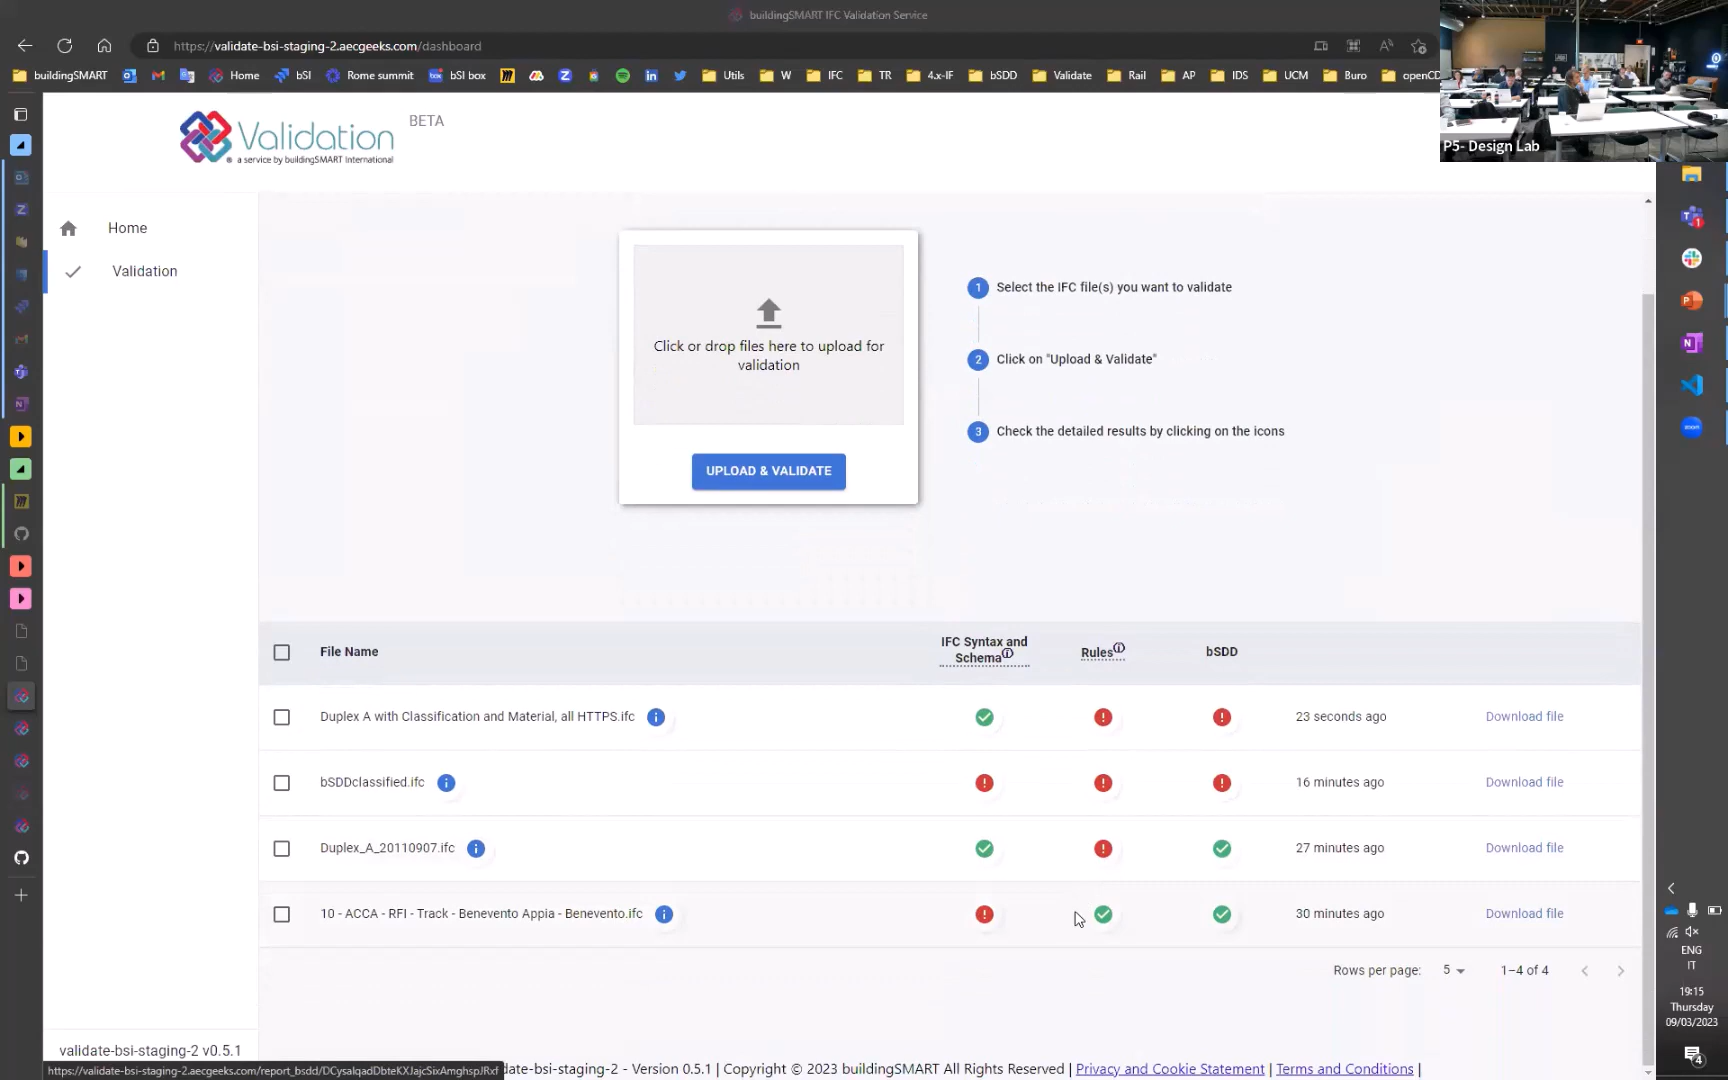 buildingSMART IFC Validation Service
https://validate-bsi-staging-2.aecgeeks.com/dashboard
buildingSMART
Home
bSI
Rome summit
bSI box
Utils
W
IFC
TR
4.x-IF
bSDD
Validate
Rail
AP
IDS
UCM
Buro
openCD
P5- Design Lab
Validation
BETA
® a service by buildingSMART International
Home
Validation
Click or drop files here to upload for
validation
UPLOAD & VALIDATE
1 Select the IFC file(s) you want to validate
2 Click on "Upload & Validate"
3 Check the detailed results by clicking on the icons
File Name
IFC Syntax and
Schema
Rules
bSDD
Duplex A with Classification and Material, all HTTPS.ifc 23 seconds ago Download file
bSDDclassified.ifc 16 minutes ago Download file
Duplex_A_20110907.ifc 27 minutes ago Download file
10 - ACCA - RFI - Track - Benevento Appia - Benevento.ifc 30 minutes ago Download file
Rows per page: 5 1–4 of 4
validate-bsi-staging-2 v0.5.1
https://validate-bsi-staging-2.aecgeeks.com/report_bsdd/DCysalqadDbteKXJajcSixAmghspJRxf
date-bsi-staging-2 - Version 0.5.1 | Copyright © 2023 buildingSMART All Rights Reserved | Privacy and Cookie Statement | Terms and Conditions |
ENG
IT
19:15
Thursday
09/03/2023
4